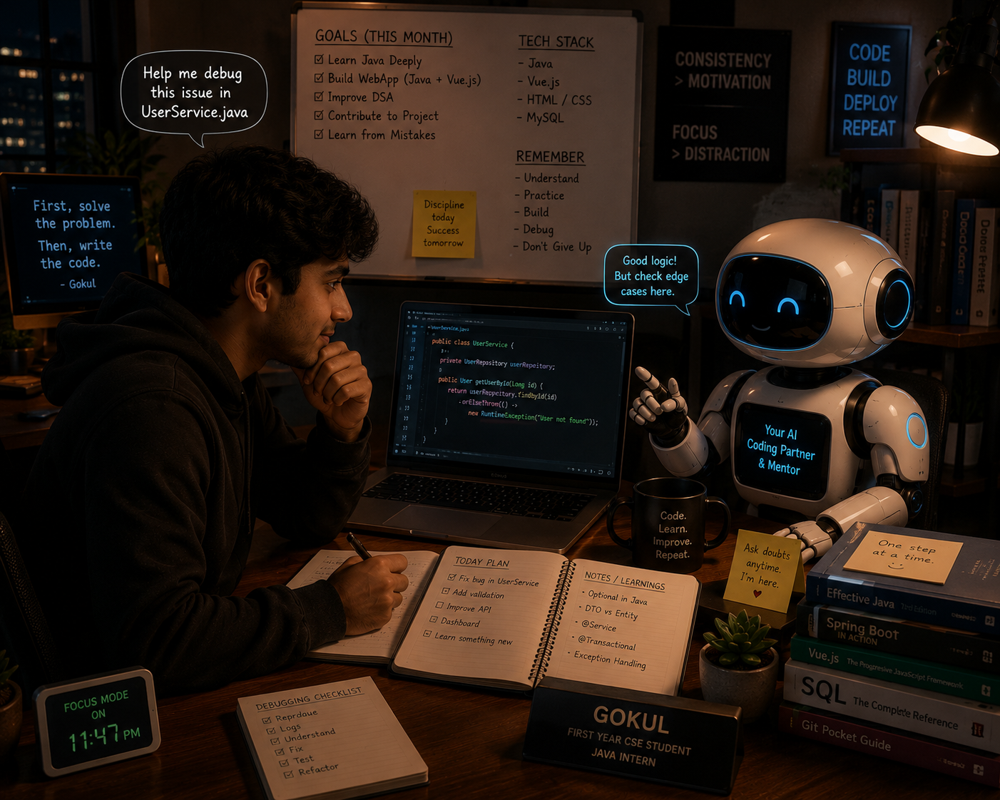 Help me debug
this issue in
UserService.java
GOALS (THIS MONTH)
Learn Java Deeply
Build WebApp (Java + Vue.js)
Improve DSA
Contribute to Project
Learn from Mistakes
TECH STACK
- Java
- Vue.js
- HTML / CSS
- MySQL
REMEMBER
- Understand
- Practice
- Build
- Debug
- Don't Give Up
Discipline
today
Success
tomorrow
CONSISTENCY
> MOTIVATION
FOCUS
> DISTRACTION
CODE
BUILD
DEPLOY
REPEAT
First, solve
the problem.
Then, write
the code.
- Gokul
Good logic!
But check edge
cases here.
public class UserService {
private UserRepository userRepository;
public User getUserById(Long id) {
return userRepository.findById(id)
new RuntimeException("User not found"));
}
}
}
Your AI
Coding Partner
& Mentor
Code.
Learn.
Improve.
Repeat.
Ask doubts
anytime.
I'm here.
One step
at a time.
TODAY PLAN
Fix bug in UserService
Add validation
Improve API
Dashboard
Learn something new
NOTES / LEARNINGS
- Optional in Java
- DTO vs Entity
- @Service
- @Transactional
- Exception Handling
Effective Java
Spring Boot
IN ACTION
Vue.js The Progressive JavaScript Framework
SQL The Complete Reference
Git Pocket Guide
FOCUS MODE
ON
11:47 PM
DEBUGGING CHECKLIST
Reprdaue
Logs
Understand
Fix
Test
Refactor
GOKUL
FIRST YEAR CSE STUDENT
JAVA INTERN